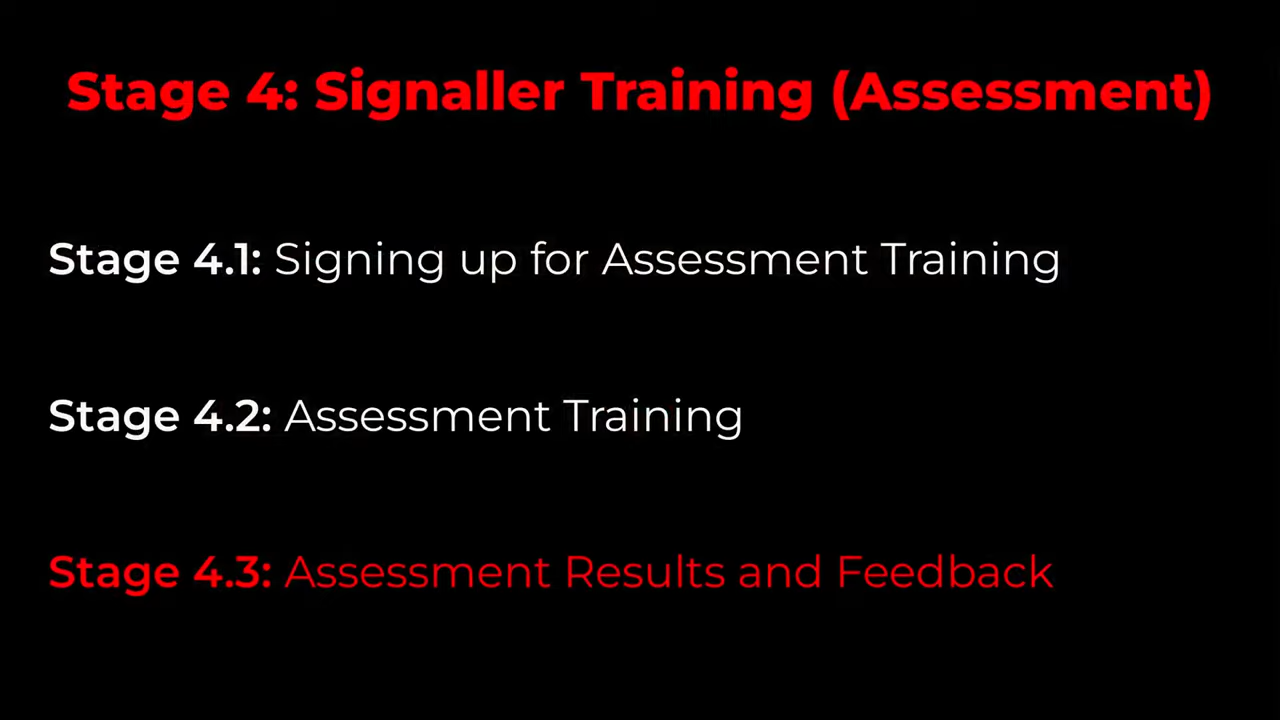 Stage 4: Signaller Training (Assessment)
Stage 4.1: Signing up for Assessment Training
Stage 4.2: Assessment Training
Stage 4.3: Assessment Results and Feedback